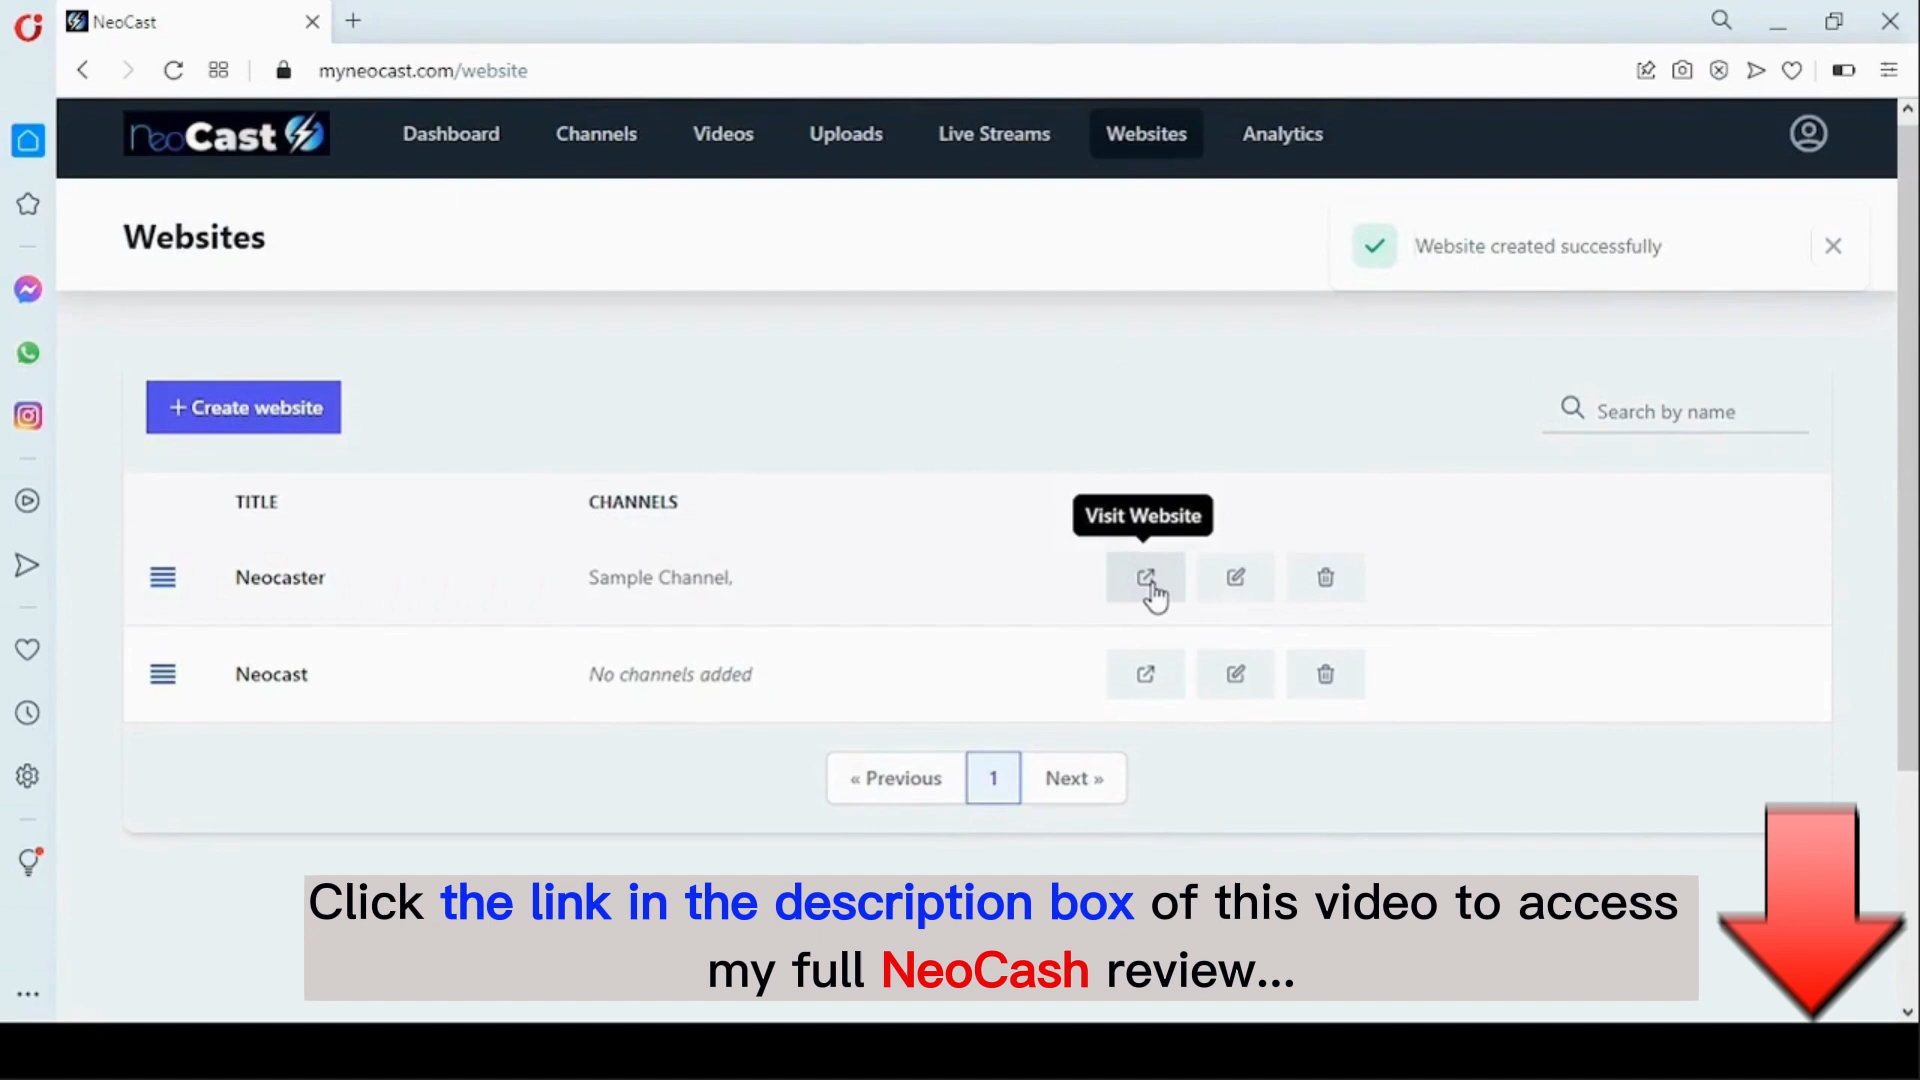 NeoCast
myneocast.com/website
neoCast
Dashboard
Channels
Videos
Uploads
Live Streams
Websites
Analytics
Websites
Website created successfully
+ Create website
Search by name
TITLE
CHANNELS
Visit Website
Neocaster
Sample Channel,
Neocast
No channels added
« Previous
1
Next »
Click the link in the description box of this video to access
my full NeoCash review...